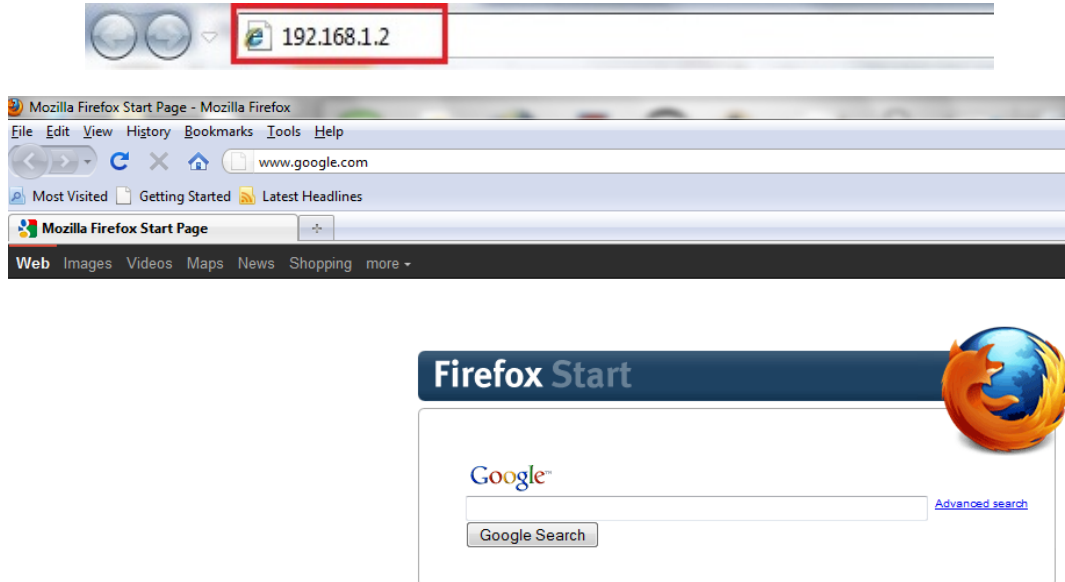 192.168.1.2
Mozilla Firefox Start Page - Mozilla Firefox
File Edit View History Bookmarks Tools Help
www.google.com
Most Visited Getting Started Latest Headlines
Mozilla Firefox Start Page
Web Images Videos Maps News Shopping more
Firefox Start
Google™
Advanced search
Google Search